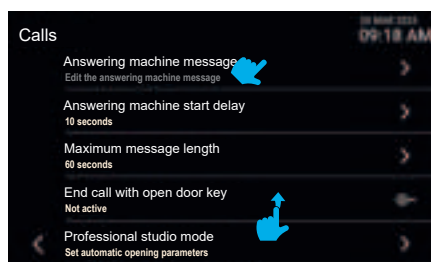 Calls
09:18 AM
Answering machine message
Edit the answering machine message
Answering machine start delay
10 seconds
Maximum message length
60 seconds
End call with open door key
Not active
Professional studio mode
Set automatic opening parameters